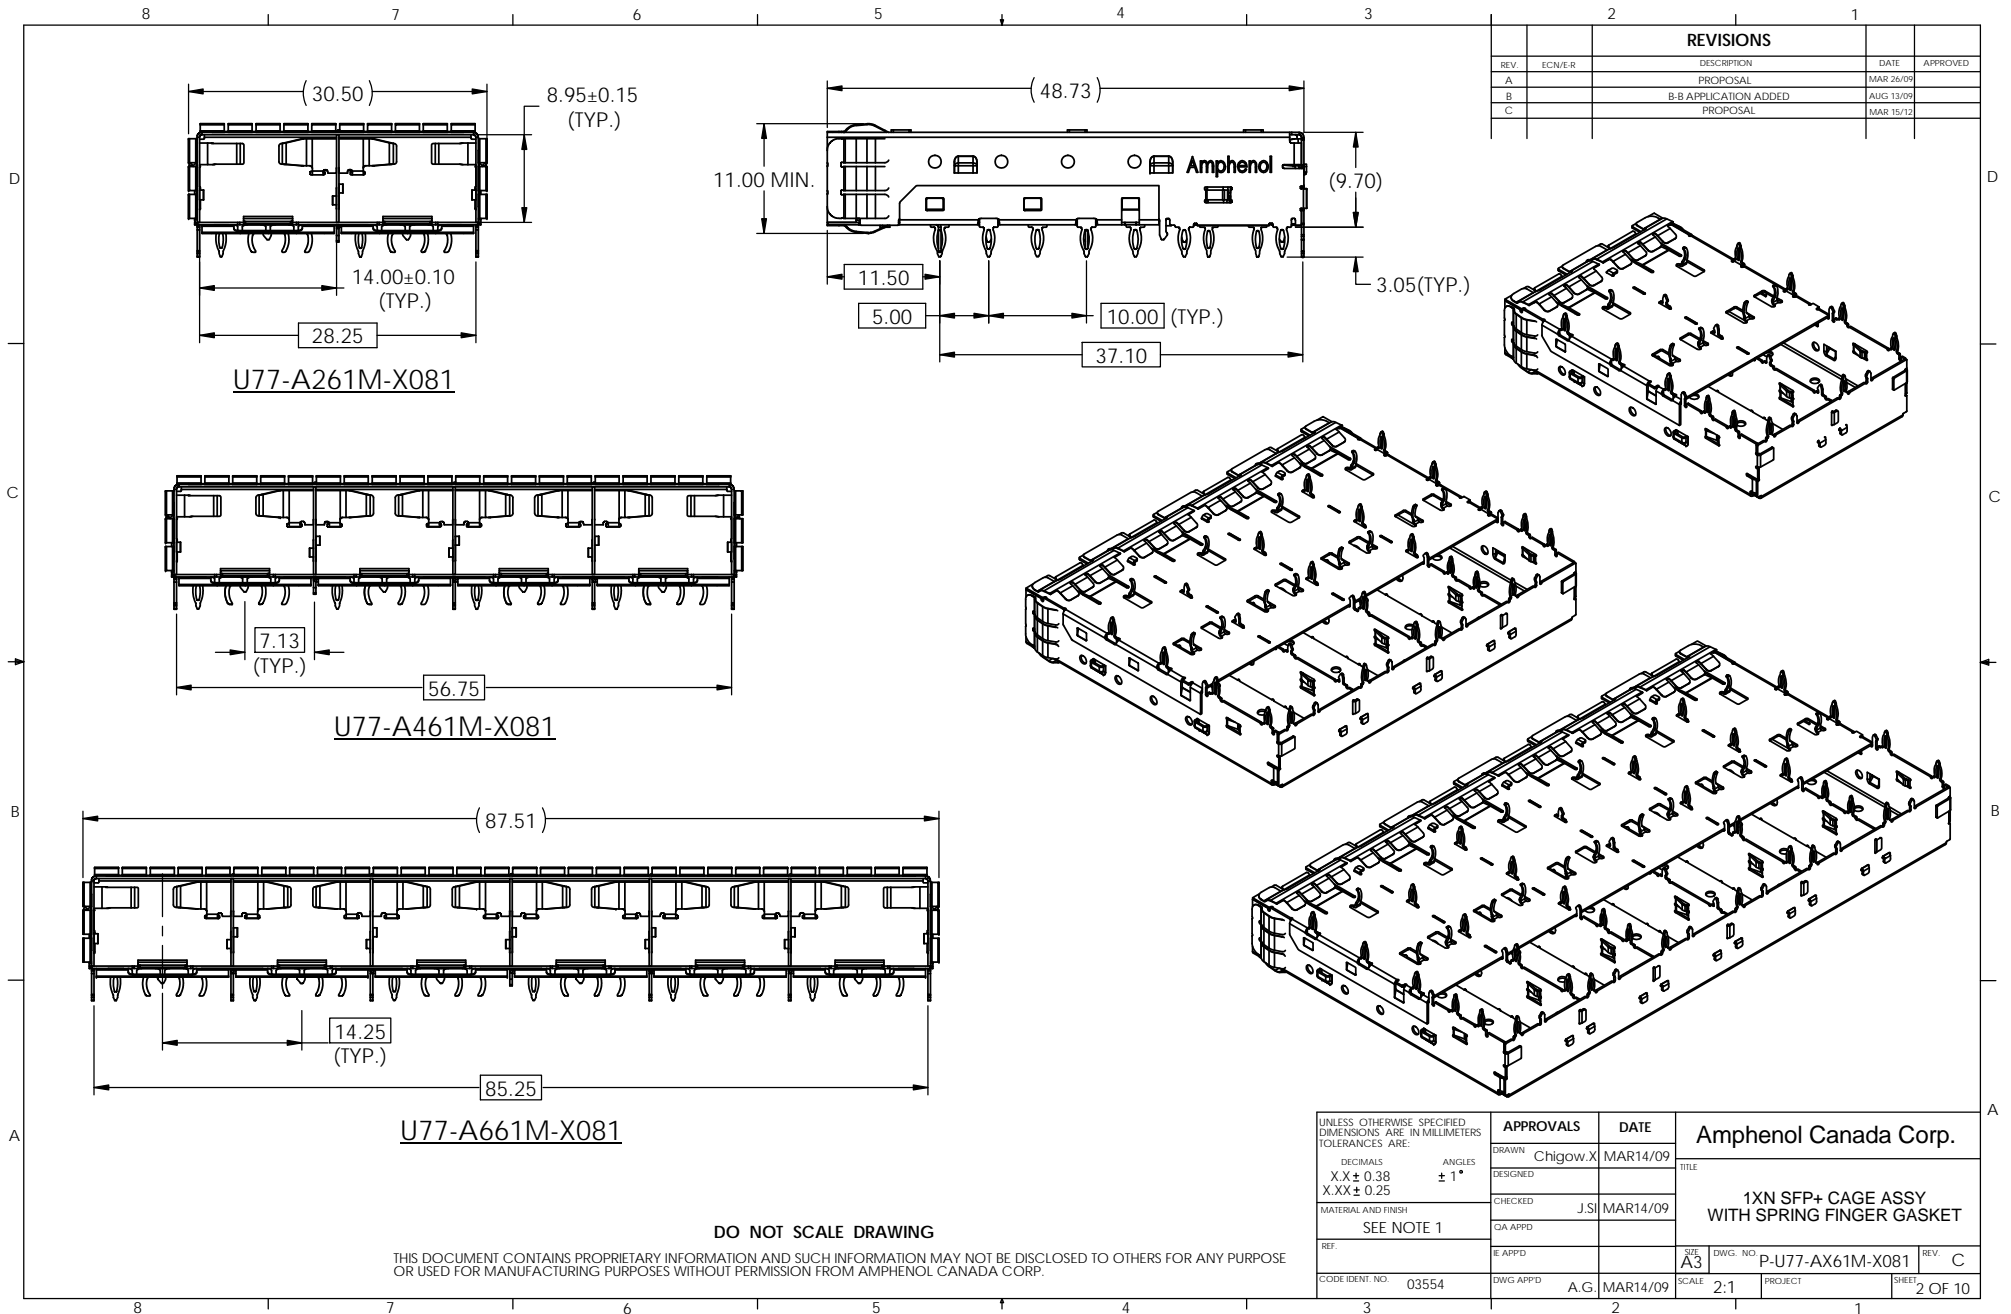 8 7 6 5 4 3 2 1
REVISIONS
REV. ECN/E-R DESCRIPTION DATE APPROVED
A PROPOSAL MAR 26/09
B B-B APPLICATION ADDED AUG 13/09
C PROPOSAL MAR 15/12
D
D
(30.50)
8.95±0.15
(TYP.)
14.00±0.10
(TYP.)
28.25
U77-A261M-X081
(48.73)
11.00 MIN.
Amphenol
(9.70)
3.05(TYP.)
11.50
5.00
10.00 (TYP.)
37.10
C
C
7.13
(TYP.)
56.75
U77-A461M-X081
B
B
(87.51)
14.25
(TYP.)
85.25
U77-A661M-X081
A
A
DO NOT SCALE DRAWING
THIS DOCUMENT CONTAINS PROPRIETARY INFORMATION AND SUCH INFORMATION MAY NOT BE DISCLOSED TO OTHERS FOR ANY PURPOSE
OR USED FOR MANUFACTURING PURPOSES WITHOUT PERMISSION FROM AMPHENOL CANADA CORP.
UNLESS OTHERWISE SPECIFIED
DIMENSIONS ARE IN MILLIMETERS
TOLERANCES ARE:
DECIMALS ANGLES
X.X ± 0.38 ± 1°
X.XX ± 0.25
MATERIAL AND FINISH
SEE NOTE 1
REF.
CODE IDENT. NO. 03554
APPROVALS DATE
DRAWN Chigow.X MAR14/09
DESIGNED
CHECKED J.SI MAR14/09
QA APPD
IE APP'D
DWG APP'D A.G. MAR14/09
Amphenol Canada Corp.
TITLE
1XN SFP+ CAGE ASSY
WITH SPRING FINGER GASKET
SIZE A3 DWG. NO. P-U77-AX61M-X081 REV. C
SCALE 2:1 PROJECT SHEET 2 OF 10
8 7 6 5 4 3 2 1